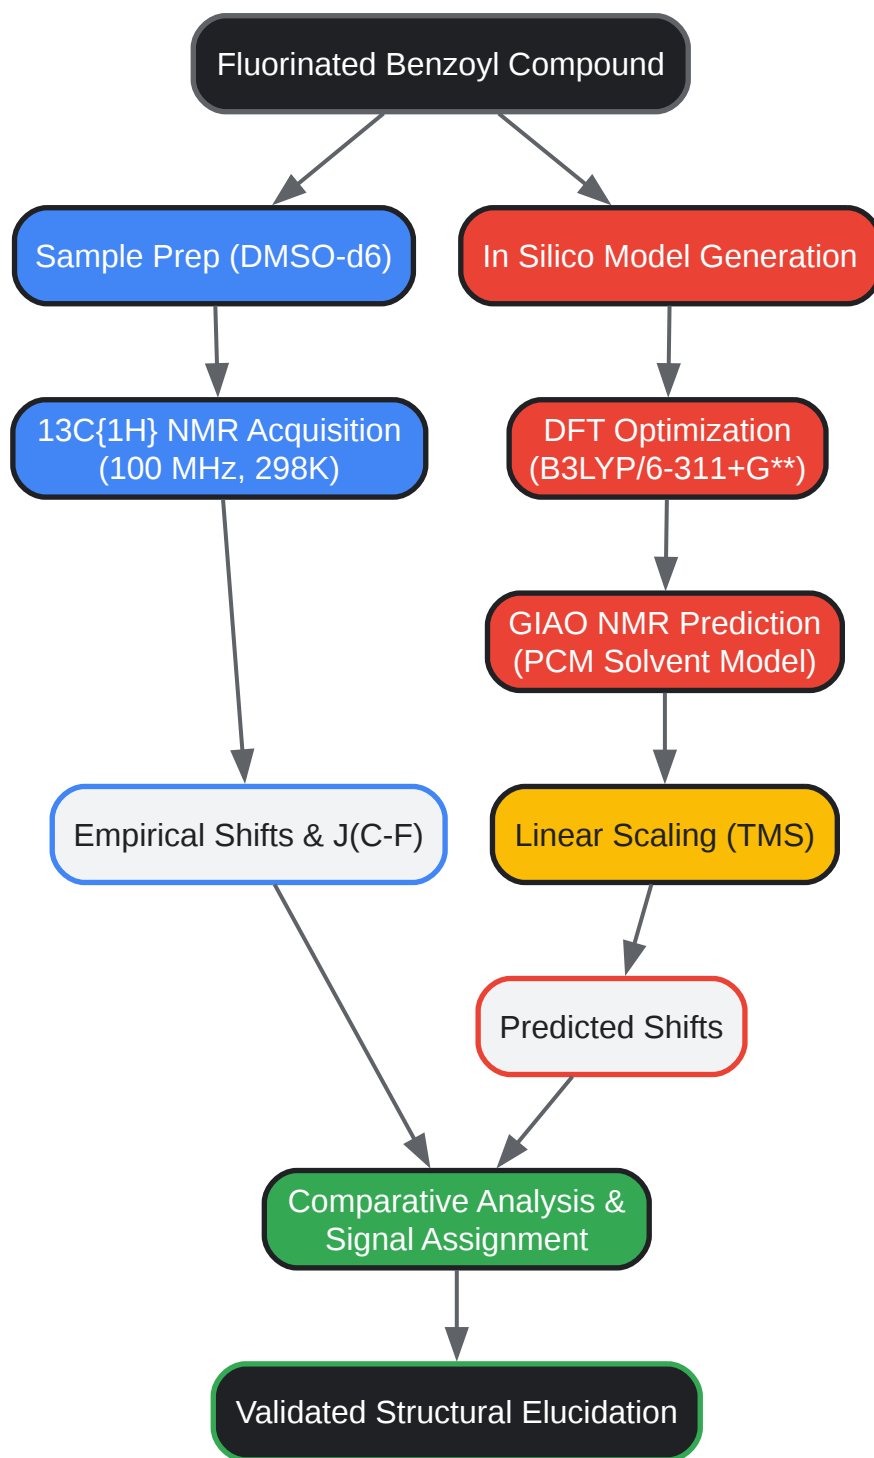 Fluorinated Benzoyl Compound
Sample Prep (DMSO-d6)
In Silico Model Generation
13C{1H} NMR Acquisition
(100 MHz, 298K)
DFT Optimization
(B3LYP/6-311+G**)
GIAO NMR Prediction
(PCM Solvent Model)
Empirical Shifts & J(C-F)
Linear Scaling (TMS)
Predicted Shifts
Comparative Analysis &
Signal Assignment
Validated Structural Elucidation